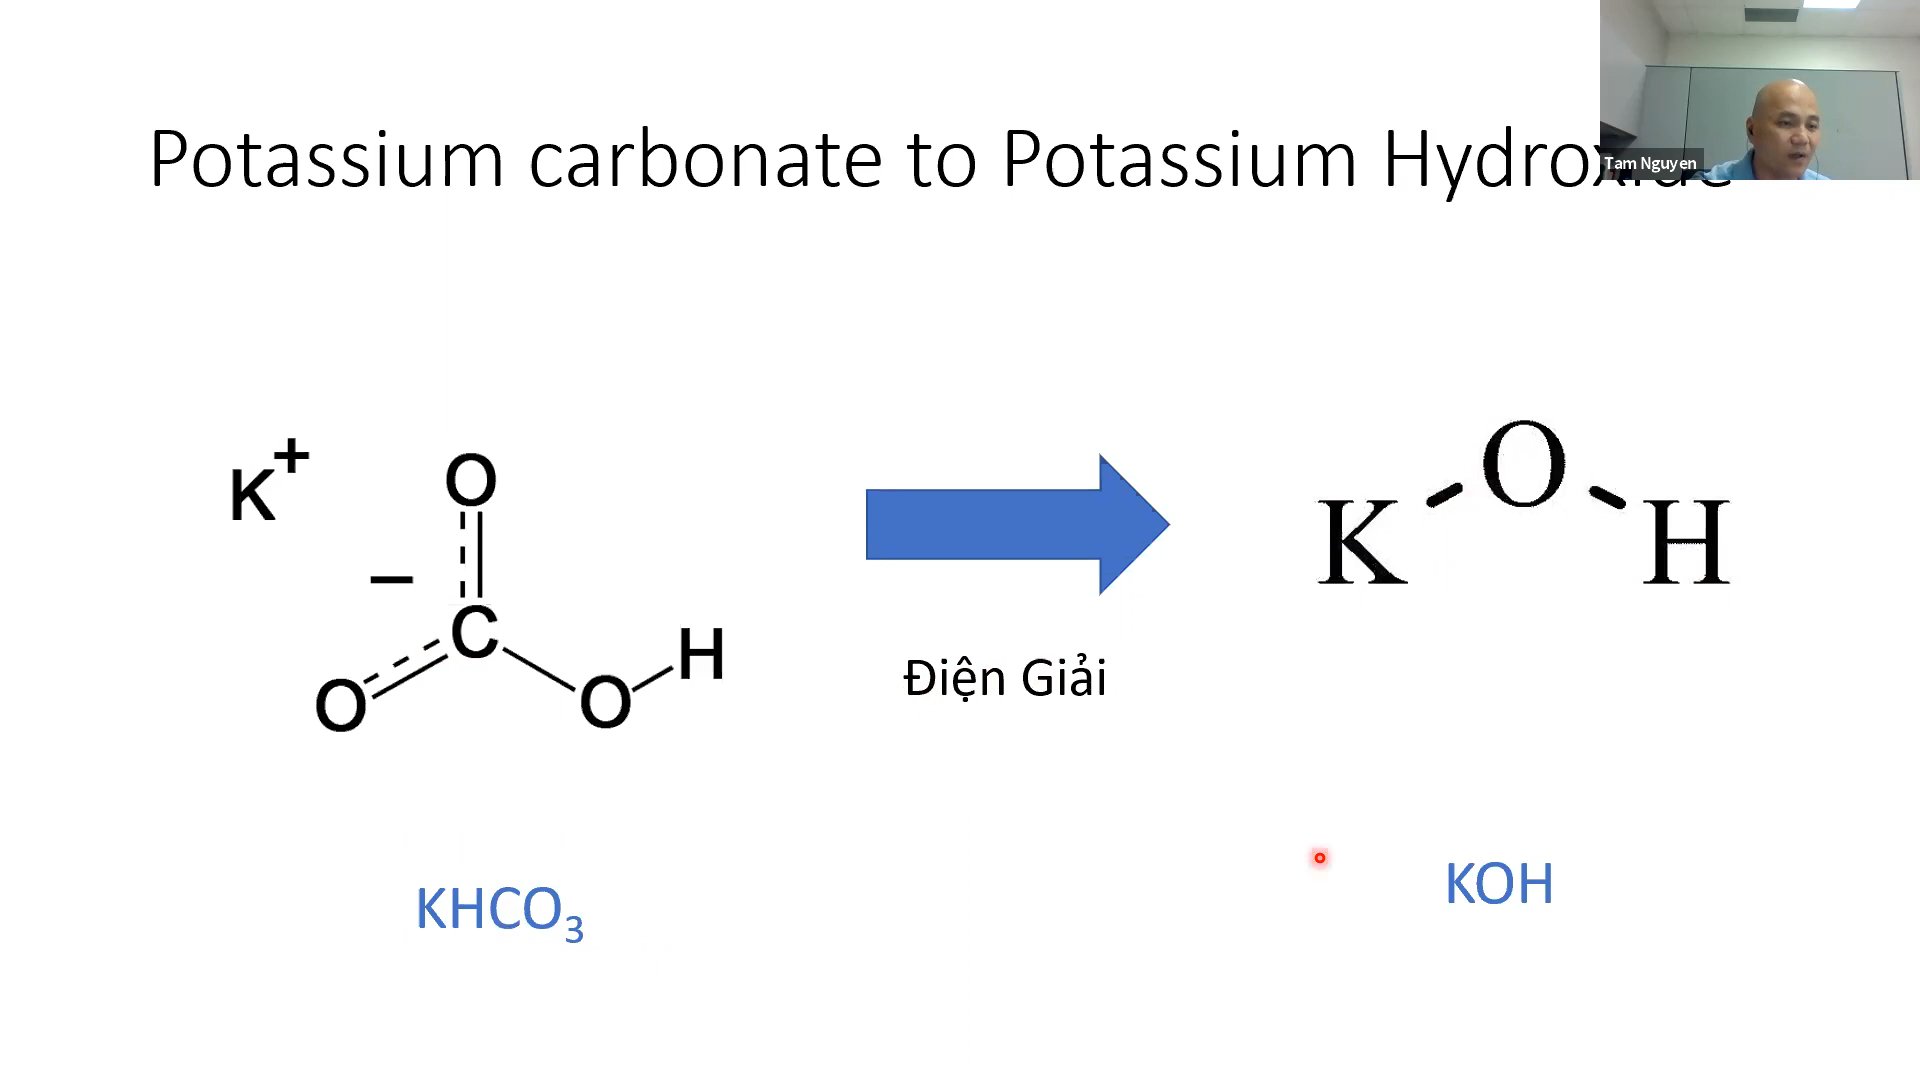 Potassium carbonate to Potassium Hydroxide
Tam Nguyen
K+
O
–
C
O
O
H
Điện Giải
K
O
H
KHCO₃
KOH